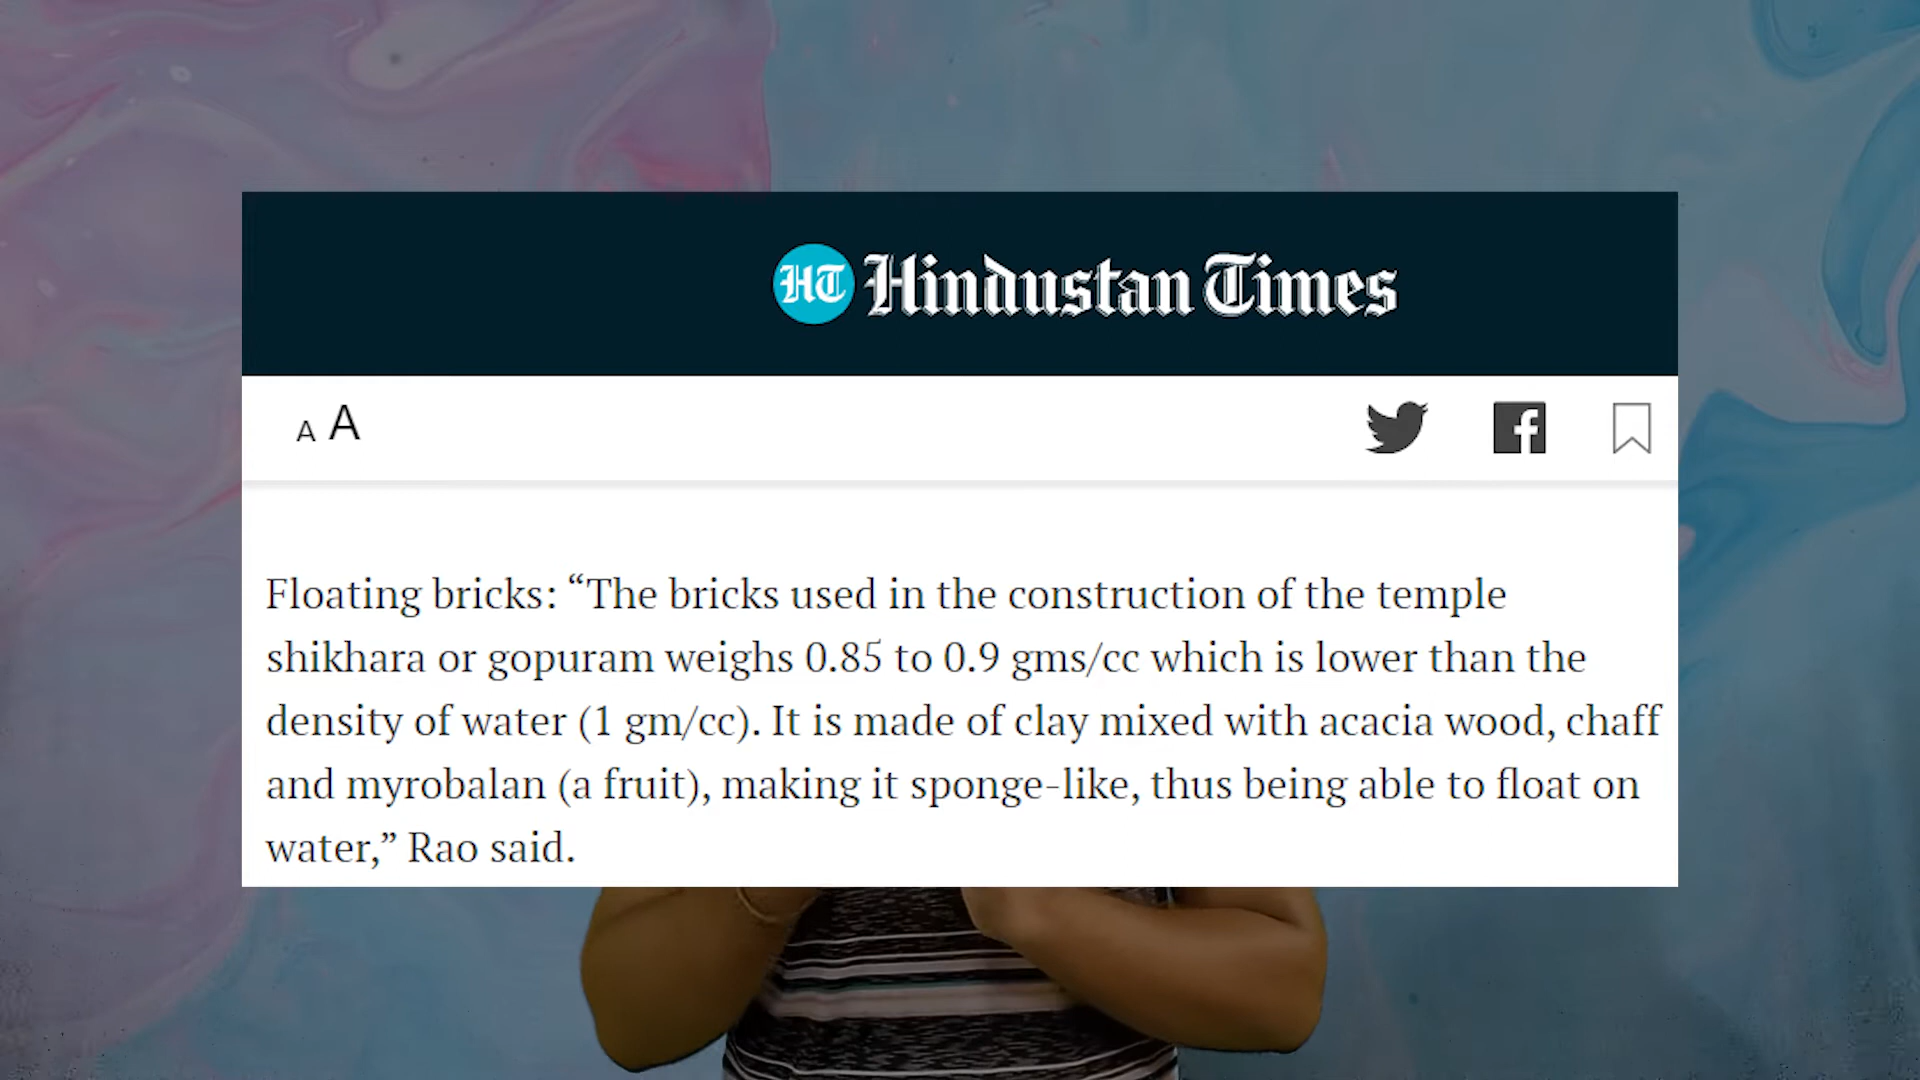 HT Hindustan Times
A A
Floating bricks: “The bricks used in the construction of the temple
shikhara or gopuram weighs 0.85 to 0.9 gms/cc which is lower than the
density of water (1 gm/cc). It is made of clay mixed with acacia wood, chaff
and myrobalan (a fruit), making it sponge-like, thus being able to float on
water,” Rao said.